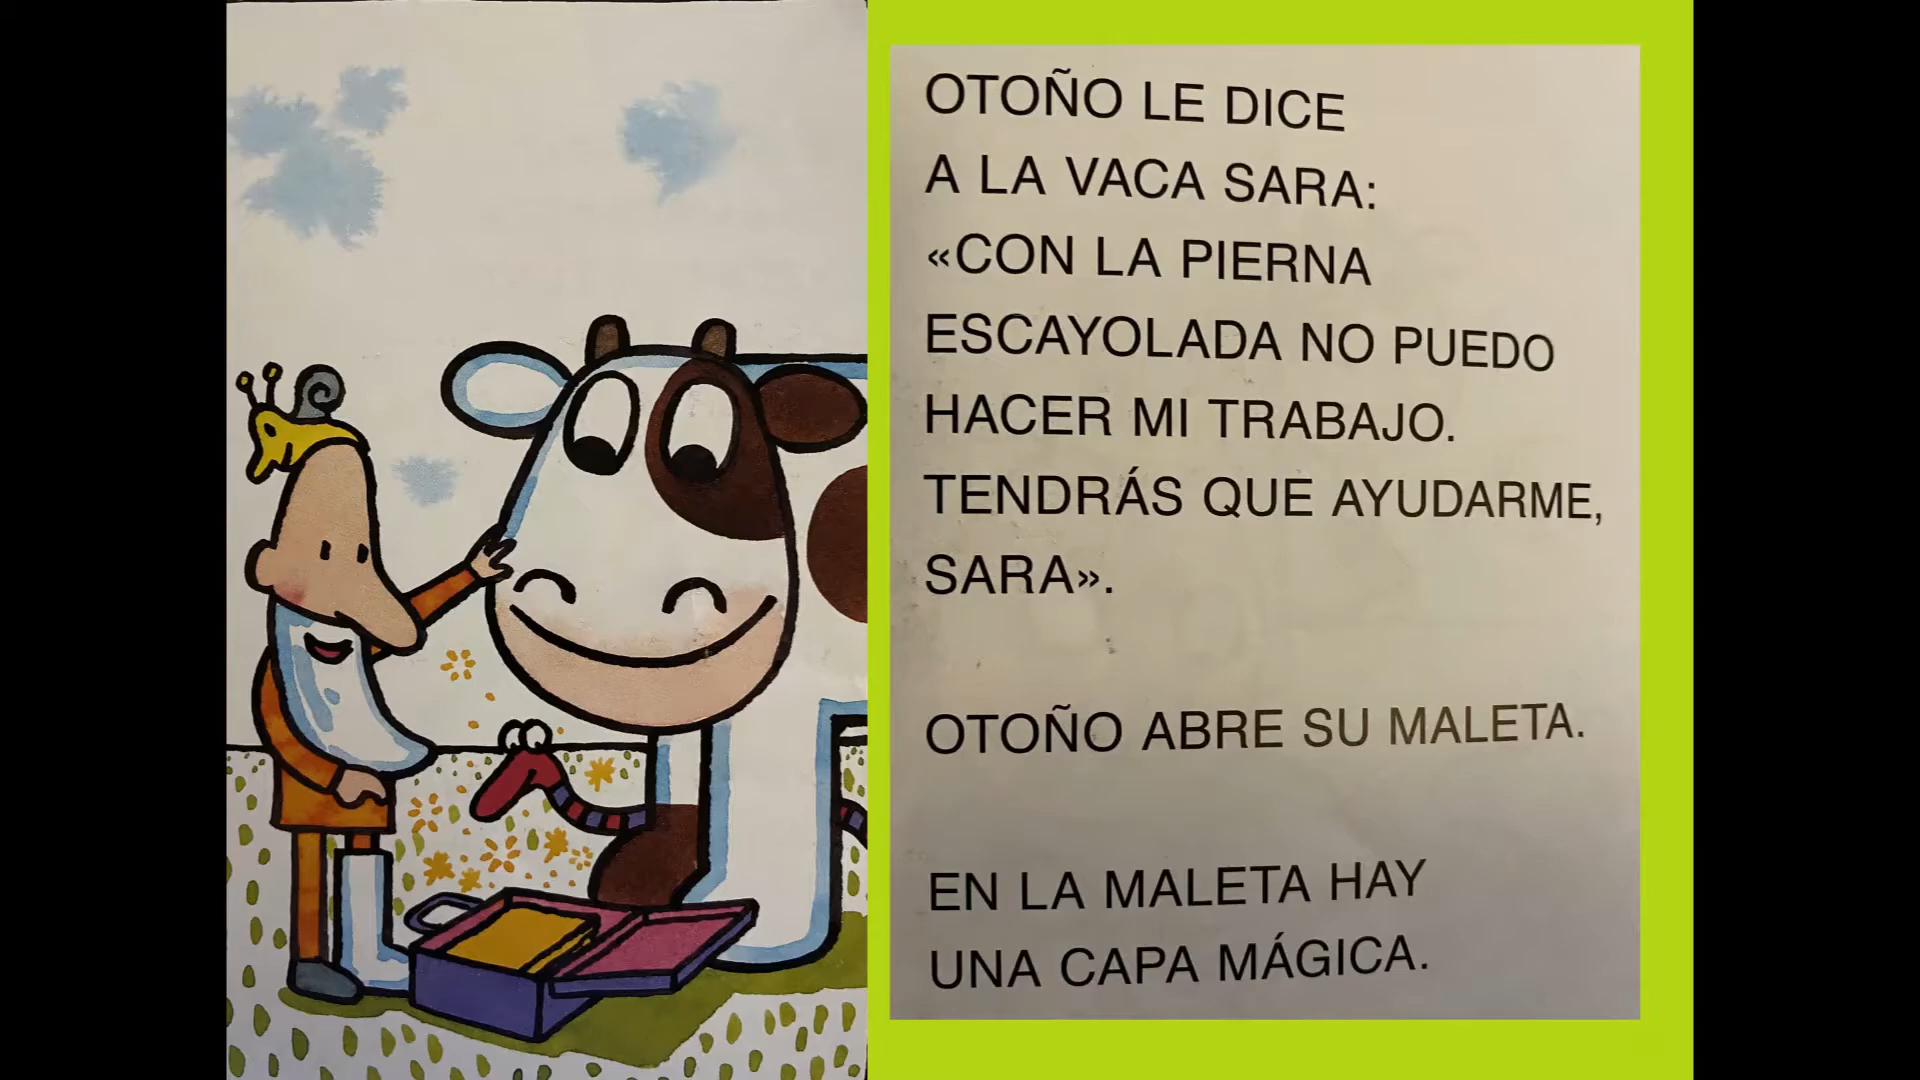 OTOÑO LE DICE
A LA VACA SARA:
«CON LA PIERNA
ESCAYOLADA NO PUEDO
HACER MI TRABAJO.
TENDRÁS QUE AYUDARME,
SARA».
OTOÑO ABRE SU MALETA.
EN LA MALETA HAY
UNA CAPA MÁGICA.